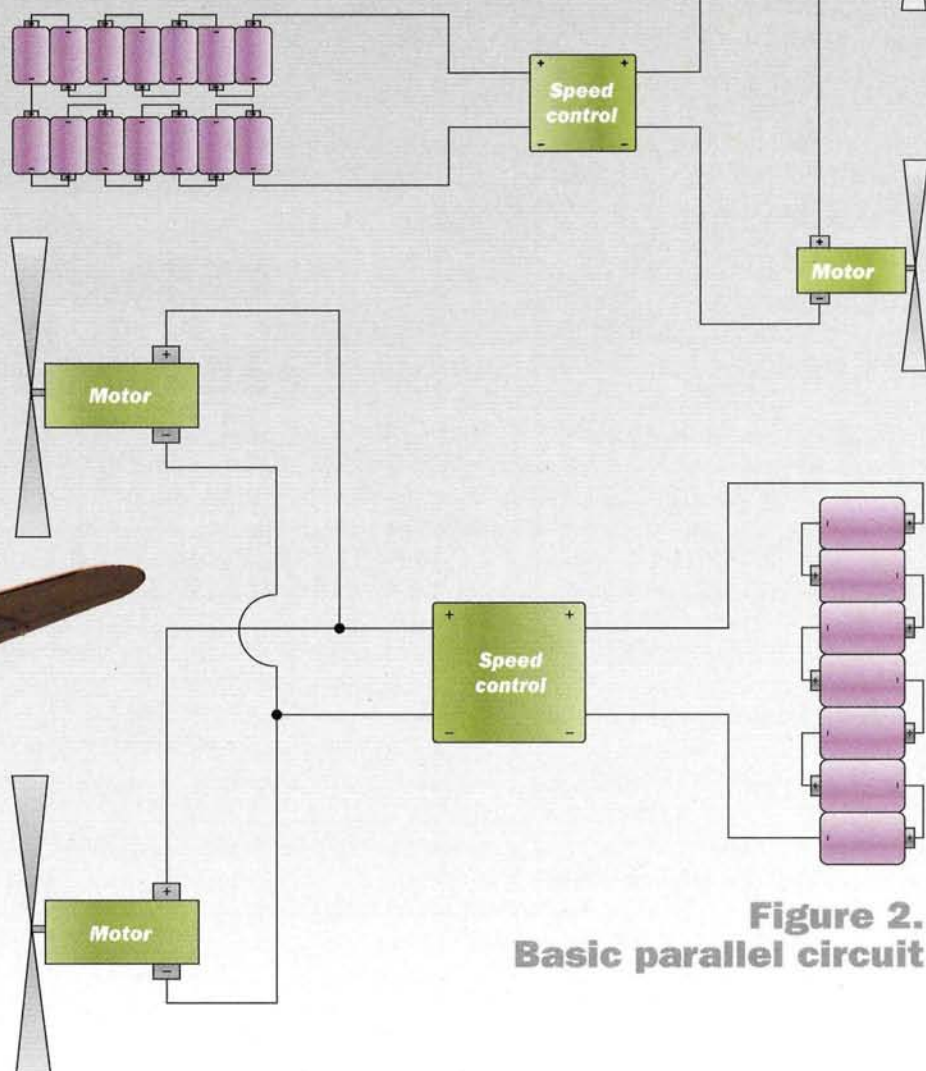 + +
Speed
control
– –
+
Motor
–
+
Motor
–
+ +
Speed
control
– –
+
Motor
–
Figure 2.
Basic parallel circuit